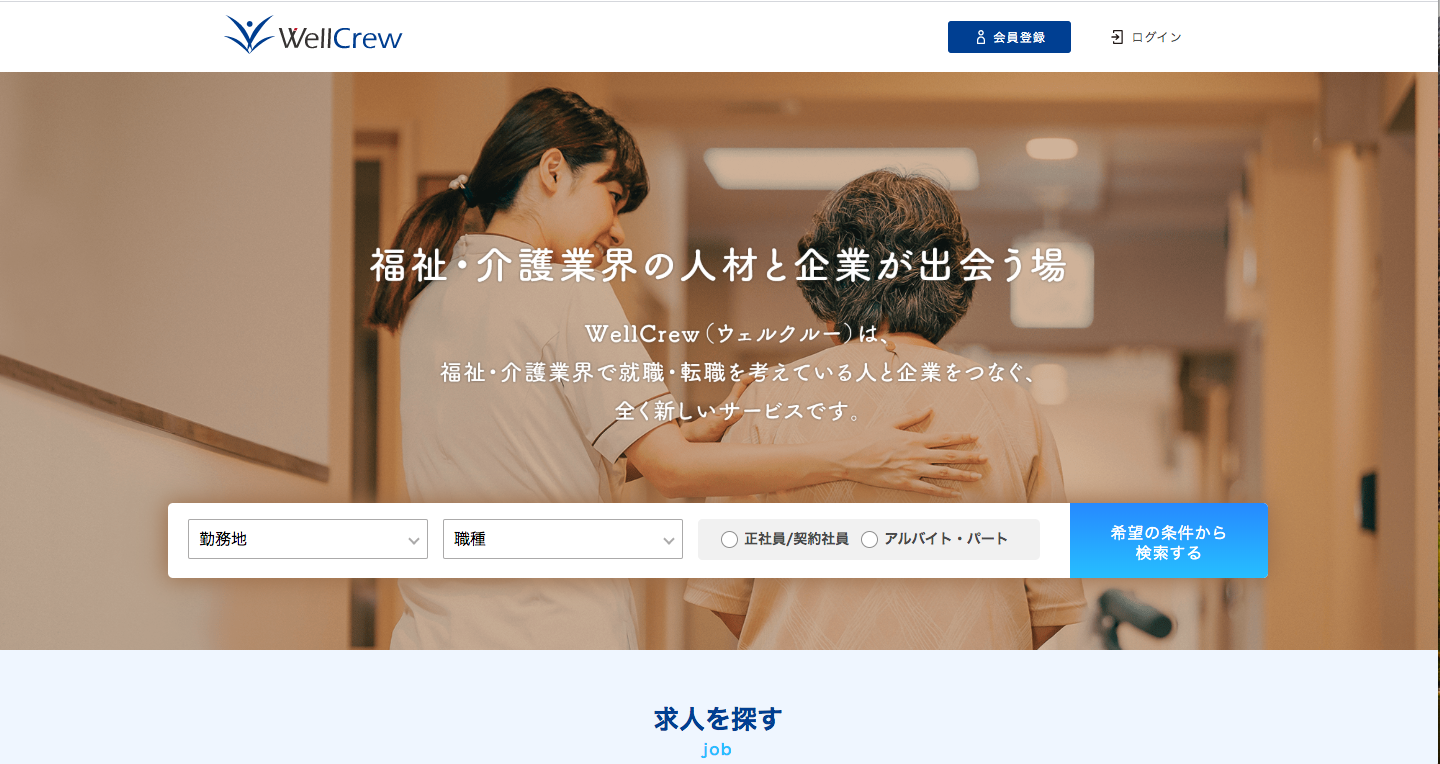 WellCrew
会員登録
ログイン
福祉・介護業界の人材と企業が出会う場
WellCrew（ウェルクルー）は、
福祉・介護業界で就職・転職を考えている人と企業をつなぐ、
全く新しいサービスです。
勤務地
職種
正社員/契約社員
アルバイト・パート
希望の条件から
検索する
求人を探す
job